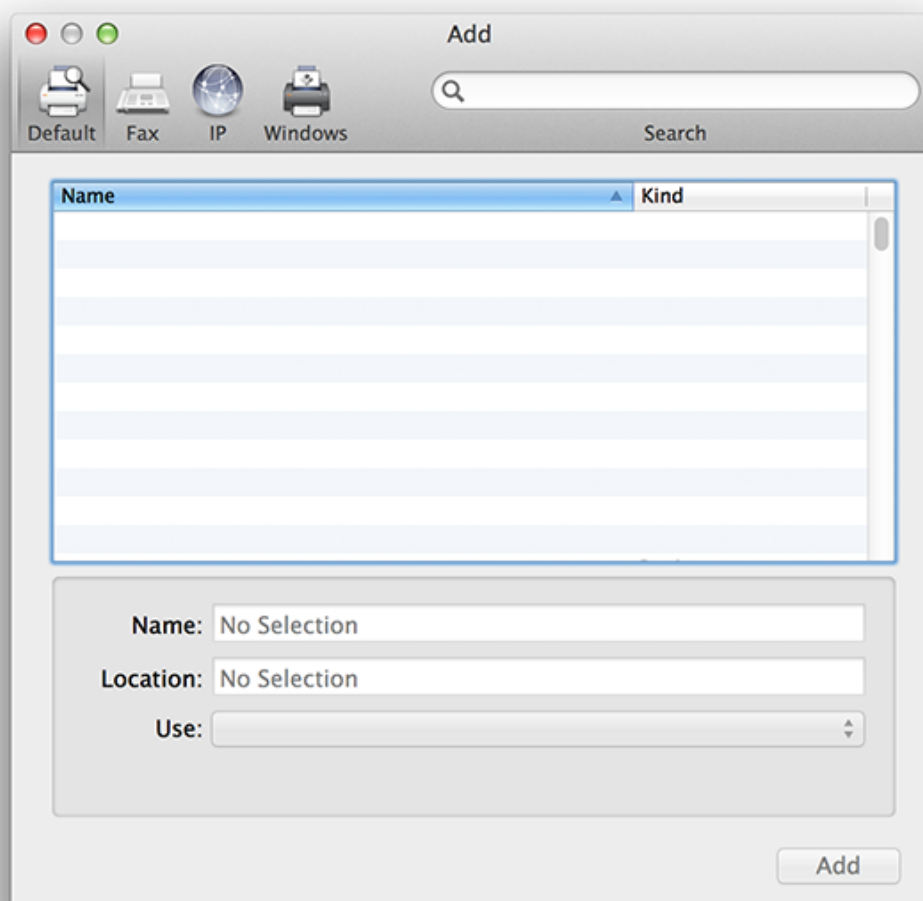 Add
Default Fax IP Windows Search
Name Kind
Name: No Selection
Location: No Selection
Use:
Add